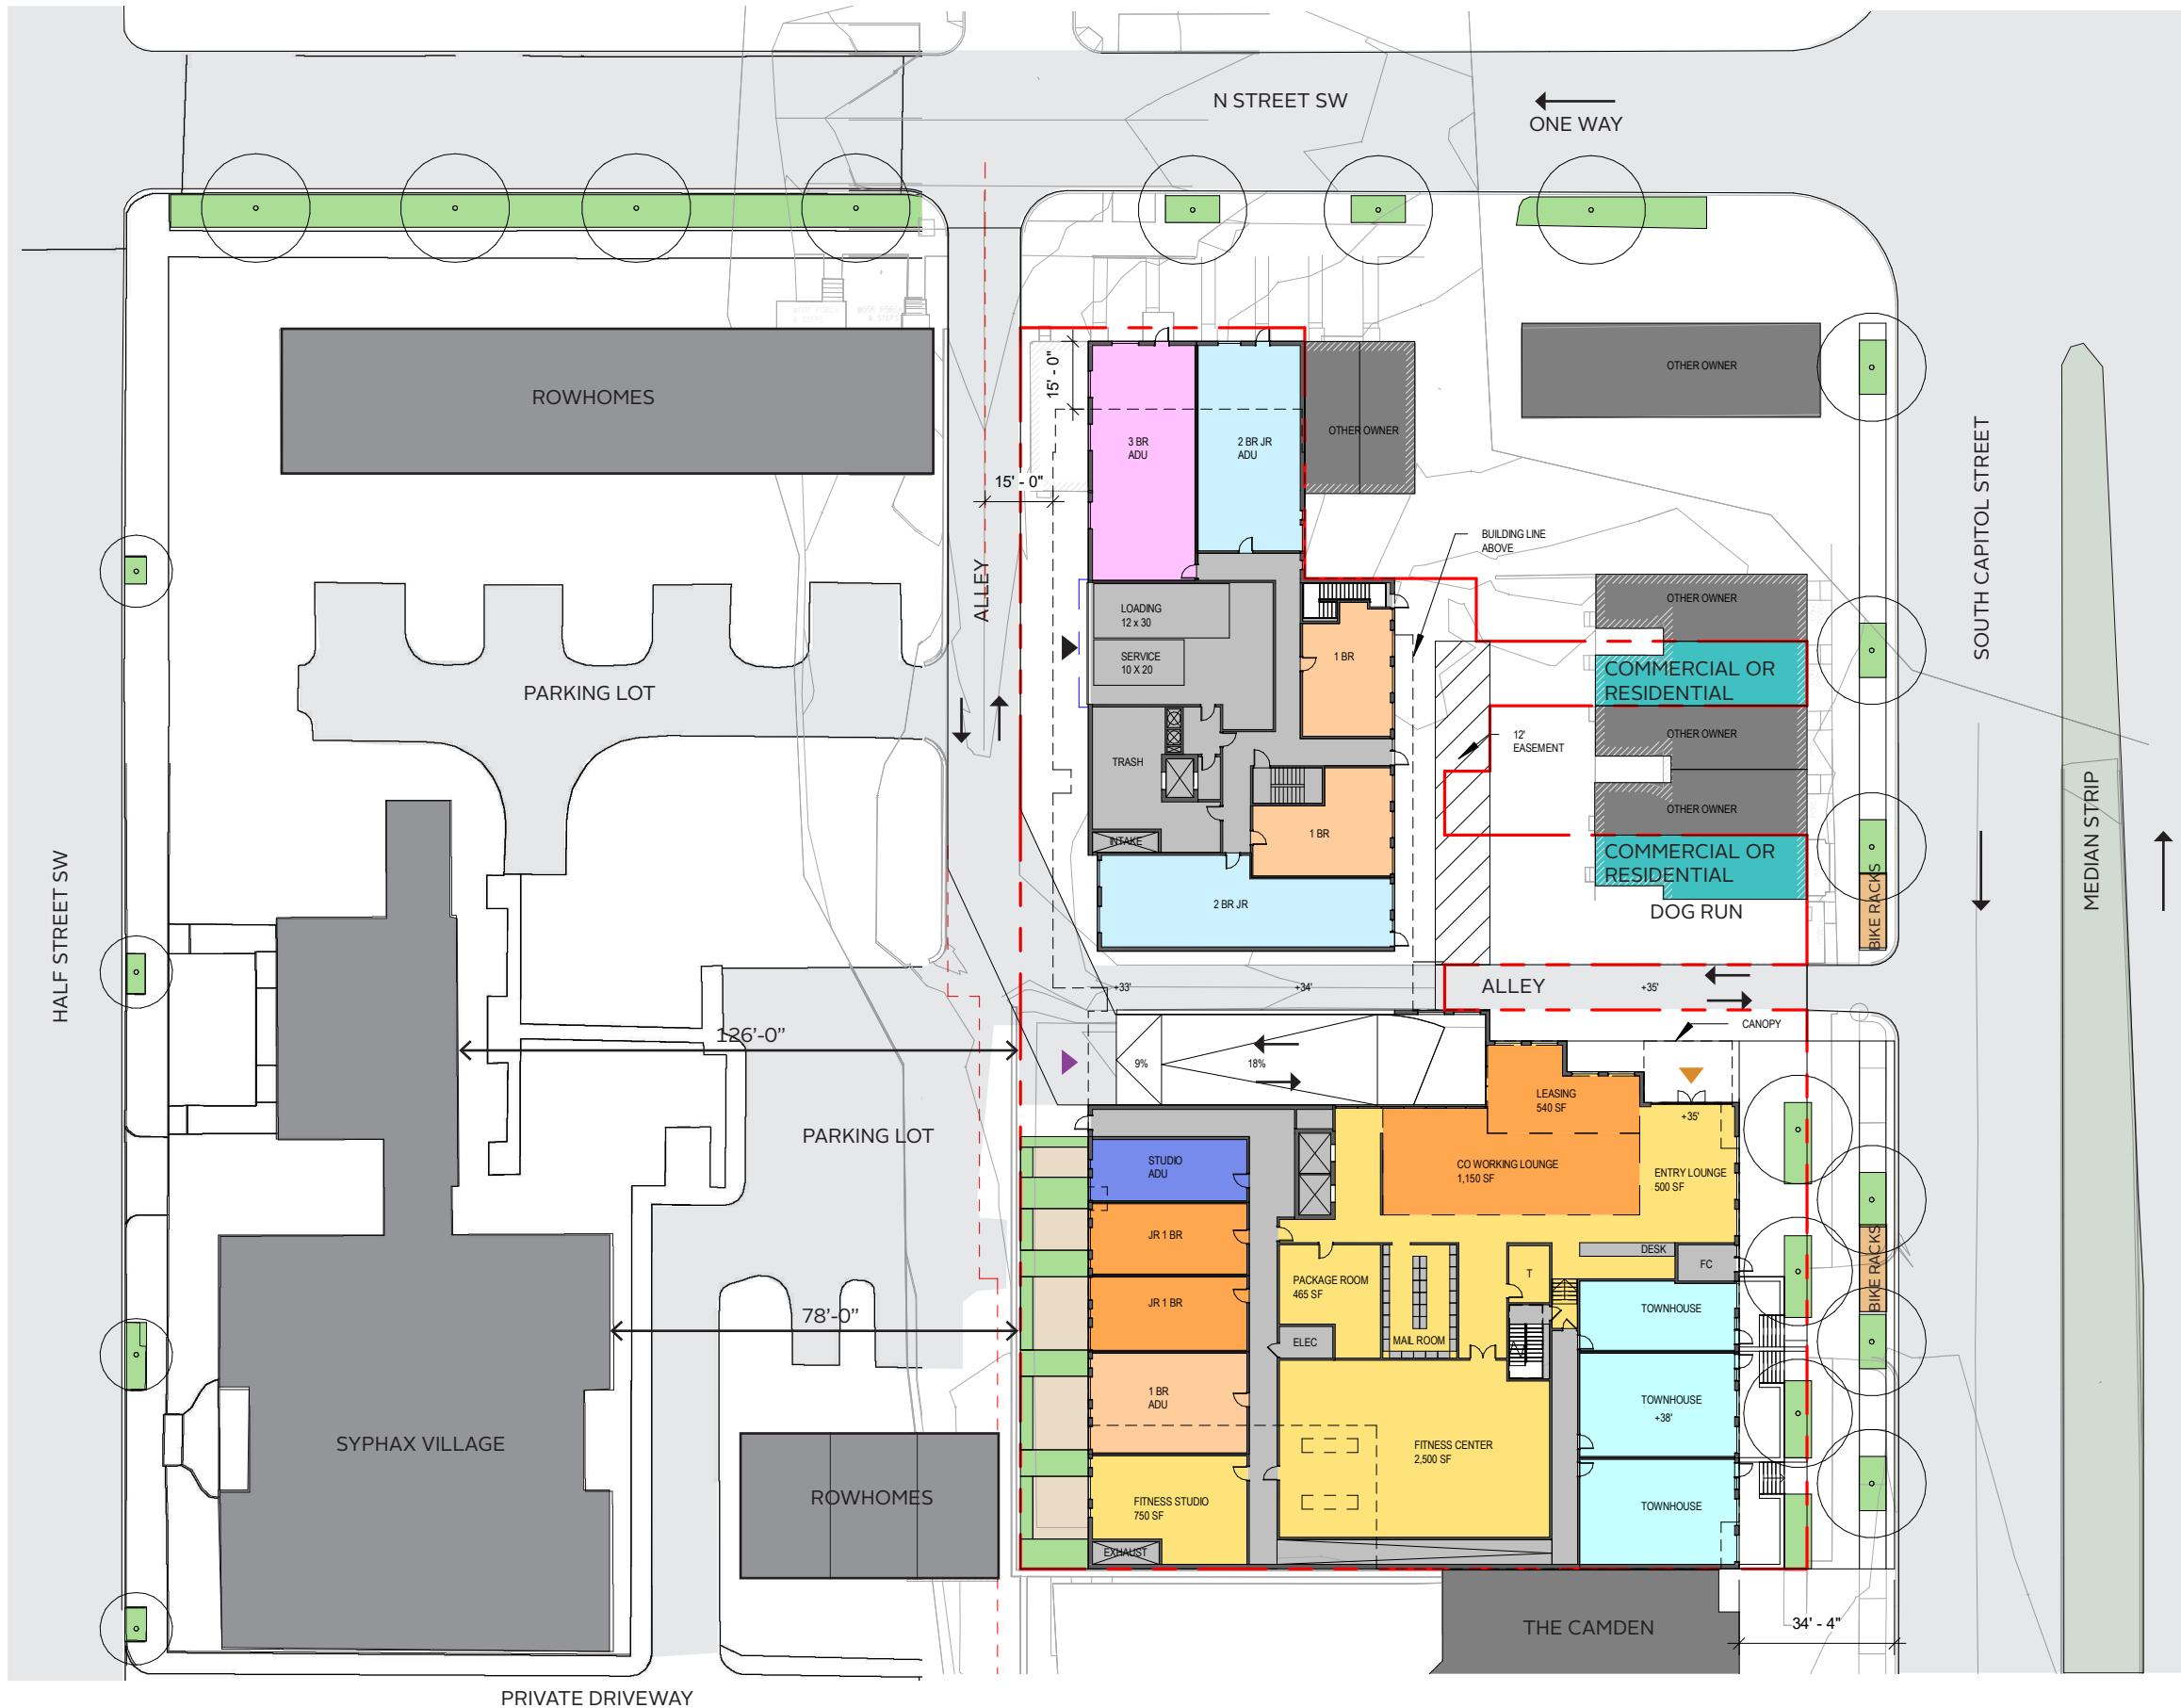 N STREET SW
ONE WAY
WOOD PORCH
& STEPS
WOOD PORCH
& STEPS
ROWHOMES
15' - 0"
3 BR
ADU
2 BR JR
ADU
OTHER OWNER
OTHER OWNER
15' - 0"
BUILDING LINE
ABOVE
SOUTH CAPITOL STREET
ALLEY
LOADING
12 x 30
SERVICE
10 X 20
1 BR
OTHER OWNER
COMMERCIAL OR
RESIDENTIAL
PARKING LOT
12'
EASEMENT
OTHER OWNER
TRASH
OTHER OWNER
MEDIAN STRIP
INTAKE
1 BR
COMMERCIAL OR
RESIDENTIAL
2 BR JR
DOG RUN
BIKE RACKS
HALF STREET SW
+33'
+34'
ALLEY
+35'
126'-0"
9%
18%
CANOPY
LEASING
540 SF
+35'
PARKING LOT
STUDIO
ADU
CO WORKING LOUNGE
1,150 SF
ENTRY LOUNGE
500 SF
JR 1 BR
DESK
FC
BIKE RACKS
PACKAGE ROOM
465 SF
T
JR 1 BR
78'-0"
TOWNHOUSE
ELEC
MAIL ROOM
1 BR
ADU
TOWNHOUSE
+38'
SYPHAX VILLAGE
FITNESS CENTER
2,500 SF
ROWHOMES
FITNESS STUDIO
750 SF
TOWNHOUSE
EXHAUST
THE CAMDEN
34' - 4"
PRIVATE DRIVEWAY